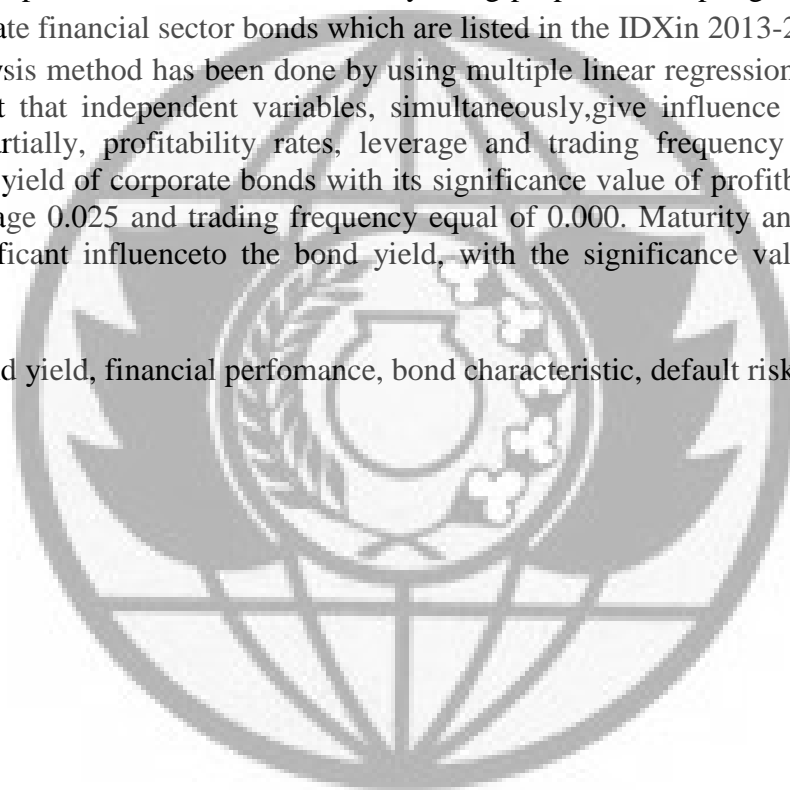 ate financial sector bonds which are listed in the IDXin 2013-2
ysis method has been done by using multiple linear regression
t that independent variables, simultaneously,give influence
artially, profitability rates, leverage and trading frequency
yield of corporate bonds with its significance value of profitb
age 0.025 and trading frequency equal of 0.000. Maturity an
ficant influenceto the bond yield, with the significance val
d yield, financial perfomance, bond characteristic, default risk